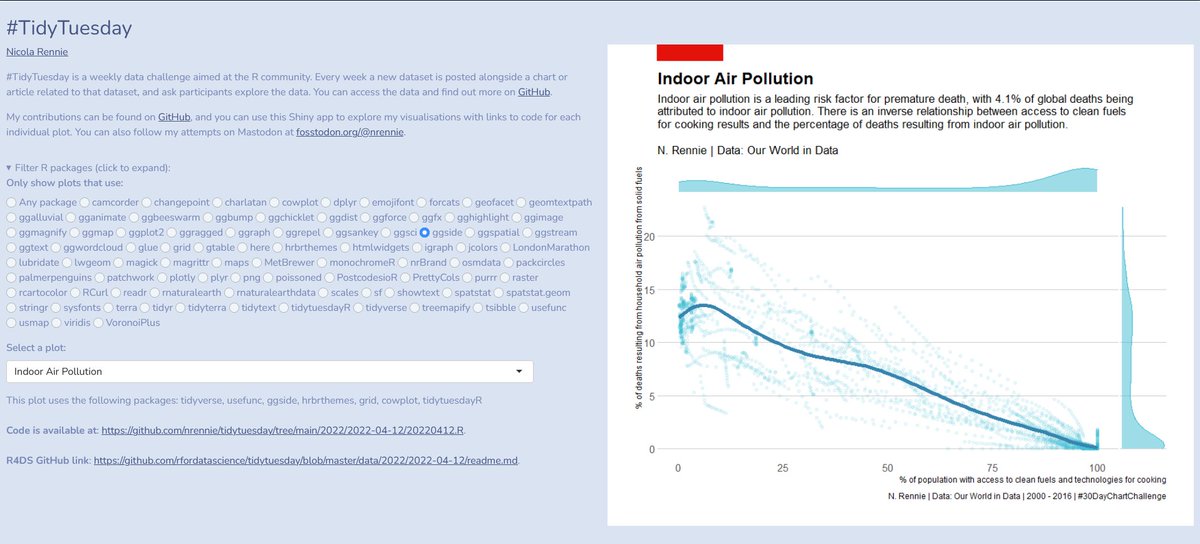 #TidyTuesday
Nicola Rennie
#TidyTuesday is a weekly data challenge aimed at the R community. Every week a new dataset is posted alongside a chart or
article related to that dataset, and ask participants explore the data. You can access the data and find out more on GitHub.
My contributions can be found on GitHub, and you can use this Shiny app to explore my visualisations with links to code for each
individual plot. You can also follow my attempts on Mastodon at fosstodon.org/@nrennie.
▾ Filter R packages (click to expand):
Only show plots that use:
Any package camcorder changepoint charlatan cowplot dplyr emojifont forcats geofacet geomtextpath
ggalluvial gganimate ggbeeswarm ggbump ggchicklet ggdist ggforce ggfx gghighlight ggimage
ggmagnify ggmap ggplot2 ggragged ggraph ggrepel ggsankey ggsci ggside ggspatial ggstream
ggtext ggwordcloud glue grid gtable here hrbrthemes htmlwidgets igraph jcolors LondonMarathon
lubridate lwgeom magick magrittr maps MetBrewer monochromeR nrBrand osmdata packcircles
palmerpenguins patchwork plotly plyr png poissoned PostcodesioR PrettyCols purrr raster
rcartocolor RCurl readr rnaturalearth rnaturalearthdata scales sf showtext spatstat spatstat.geom
stringr sysfonts terra tidyr tidyterra tidytext tidytuesdayR tidyverse treemapify tsibble usefunc
usmap viridis VoronoiPlus
Select a plot:
Indoor Air Pollution
This plot uses the following packages: tidyverse, usefunc, ggside, hrbrthemes, grid, cowplot, tidytuesdayR
Code is available at: https://github.com/nrennie/tidytuesday/tree/main/2022/2022-04-12/20220412.R.
R4DS GitHub link: https://github.com/rfordatascience/tidytuesday/blob/master/data/2022/2022-04-12/readme.md.
Indoor Air Pollution
Indoor air pollution is a leading risk factor for premature death, with 4.1% of global deaths being
attributed to indoor air pollution. There is an inverse relationship between access to clean fuels
for cooking results and the percentage of deaths resulting from indoor air pollution.
N. Rennie | Data: Our World in Data
% of deaths resulting from household air pollution from solid fuels
20
15
10
5
0
0 25 50 75 100
% of population with access to clean fuels and technologies for cooking
N. Rennie | Data: Our World in Data | 2000 - 2016 | #30DayChartChallenge